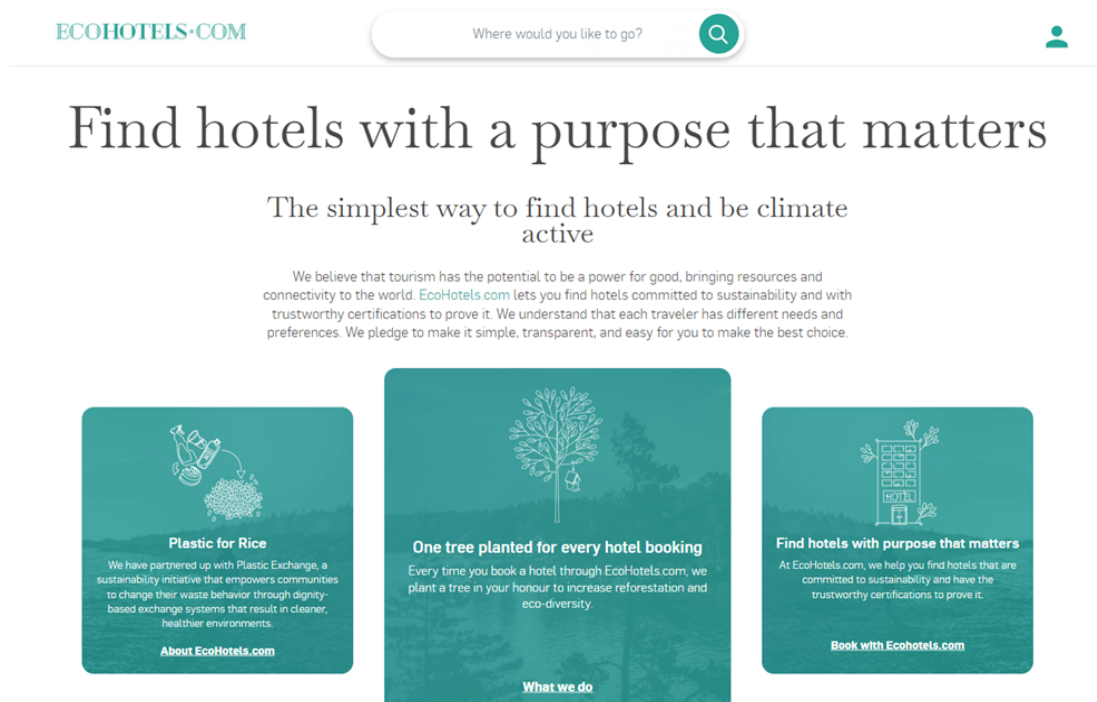 ECOHOTELS·COM
Where would you like to go?
Find hotels with a purpose that matters
The simplest way to find hotels and be climate
active
We believe that tourism has the potential to be a power for good, bringing resources and
connectivity to the world. EcoHotels.com lets you find hotels committed to sustainability and with
trustworthy certifications to prove it. We understand that each traveler has different needs and
preferences. We pledge to make it simple, transparent, and easy for you to make the best choice.
Plastic for Rice
We have partnered up with Plastic Exchange, a
sustainability initiative that empowers communities
to change their waste behavior through dignity-
based exchange systems that result in cleaner,
healthier environments.
About EcoHotels.com
One tree planted for every hotel booking
Every time you book a hotel through EcoHotels.com, we
plant a tree in your honour to increase reforestation and
eco-diversity.
What we do
HOTEL
Find hotels with purpose that matters
At EcoHotels.com, we help you find hotels that are
committed to sustainability and have the
trustworthy certifications to prove it.
Book with Ecohotels.com